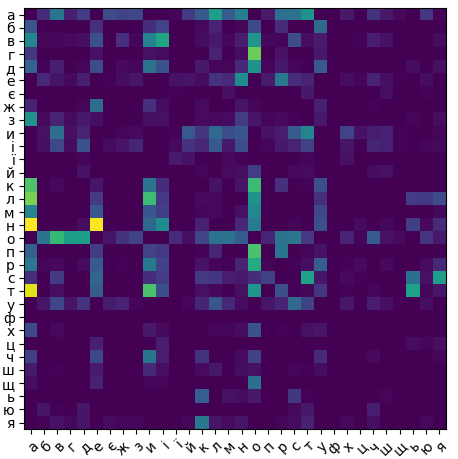 а
б
в
г
д
е
є
ж
з
и
і
ї
й
к
л
м
н
о
п
р
с
т
у
ф
х
ц
ч
ш
щ
ь
ю
я
а б в г д е є ж з и і ї й к л м н о п р с т у ф х ц ч ш щ ь ю я